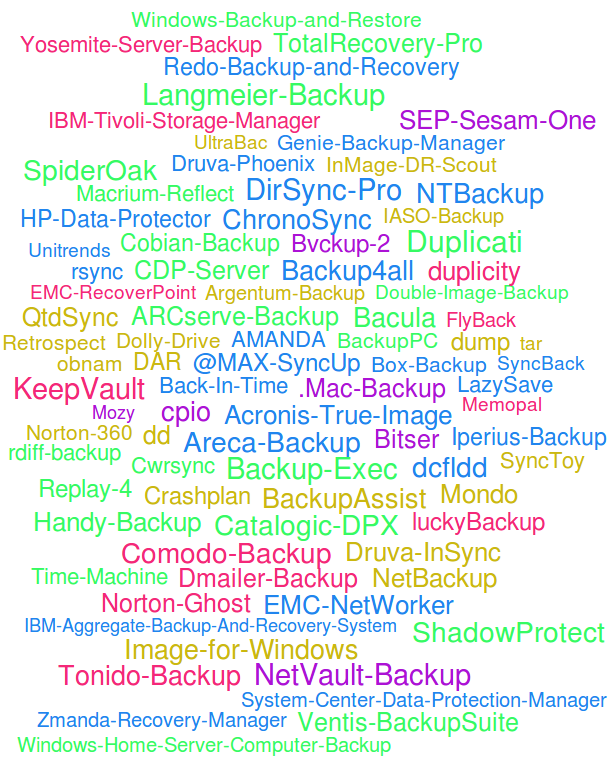 Windows-Backup-and-Restore
Yosemite-Server-Backup TotalRecovery-Pro
Redo-Backup-and-Recovery
Langmeier-Backup
IBM-Tivoli-Storage-Manager SEP-Sesam-One
UltraBac Genie-Backup-Manager
SpiderOak Druva-Phoenix InMage-DR-Scout
Macrium-Reflect DirSync-Pro NTBackup
HP-Data-Protector ChronoSync IASO-Backup
Unitrends Cobian-Backup Bvckup-2 Duplicati
rsync CDP-Server Backup4all duplicity
EMC-RecoverPoint Argentum-Backup Double-Image-Backup
QtdSync ARCserve-Backup Bacula FlyBack
Retrospect Dolly-Drive AMANDA BackupPC dump tar
obnam DAR @MAX-SyncUp Box-Backup SyncBack
KeepVault Back-In-Time .Mac-Backup LazySave
Mozy cpio Acronis-True-Image Memopal
Norton-360 dd Areca-Backup Bitser Iperius-Backup
rdiff-backup Cwrsync Backup-Exec dcfldd SyncToy
Replay-4 Crashplan BackupAssist Mondo
Handy-Backup Catalogic-DPX luckyBackup
Comodo-Backup Druva-InSync
Time-Machine Dmailer-Backup NetBackup
Norton-Ghost EMC-NetWorker
IBM-Aggregate-Backup-And-Recovery-System ShadowProtect
Image-for-Windows
Tonido-Backup NetVault-Backup
System-Center-Data-Protection-Manager
Zmanda-Recovery-Manager Ventis-BackupSuite
Windows-Home-Server-Computer-Backup